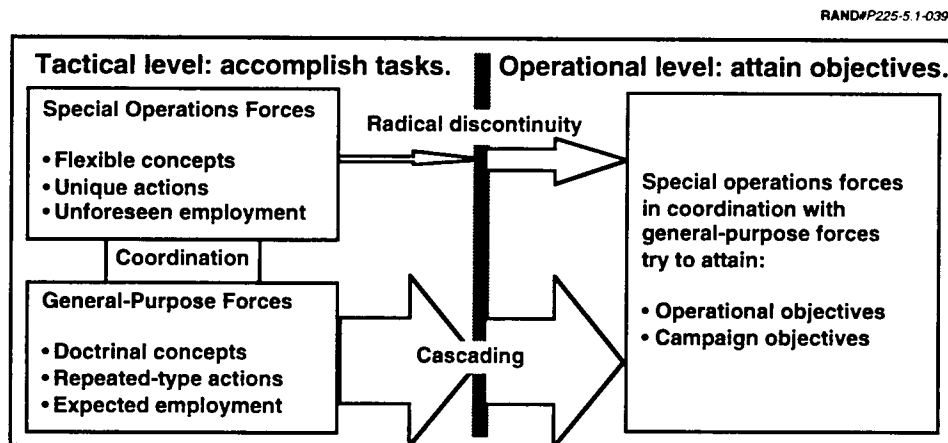 RAND#P225-5.1-039
Tactical level: accomplish tasks.
Operational level: attain objectives.
Special Operations Forces
• Flexible concepts
• Unique actions
• Unforeseen employment
Radical discontinuity
Coordination
General-Purpose Forces
• Doctrinal concepts
• Repeated-type actions
• Expected employment
Cascading
Special operations forces
in coordination with
general-purpose forces
try to attain:
• Operational objectives
• Campaign objectives